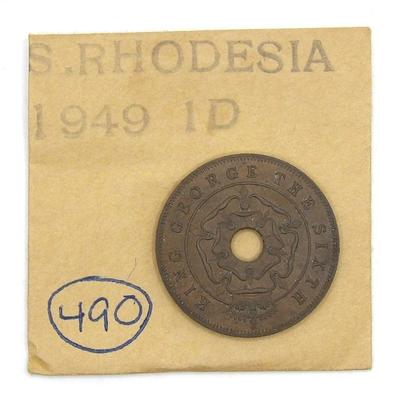 S.RHODESIA
1949 1D
KING GEORGE THE SIXTH
490